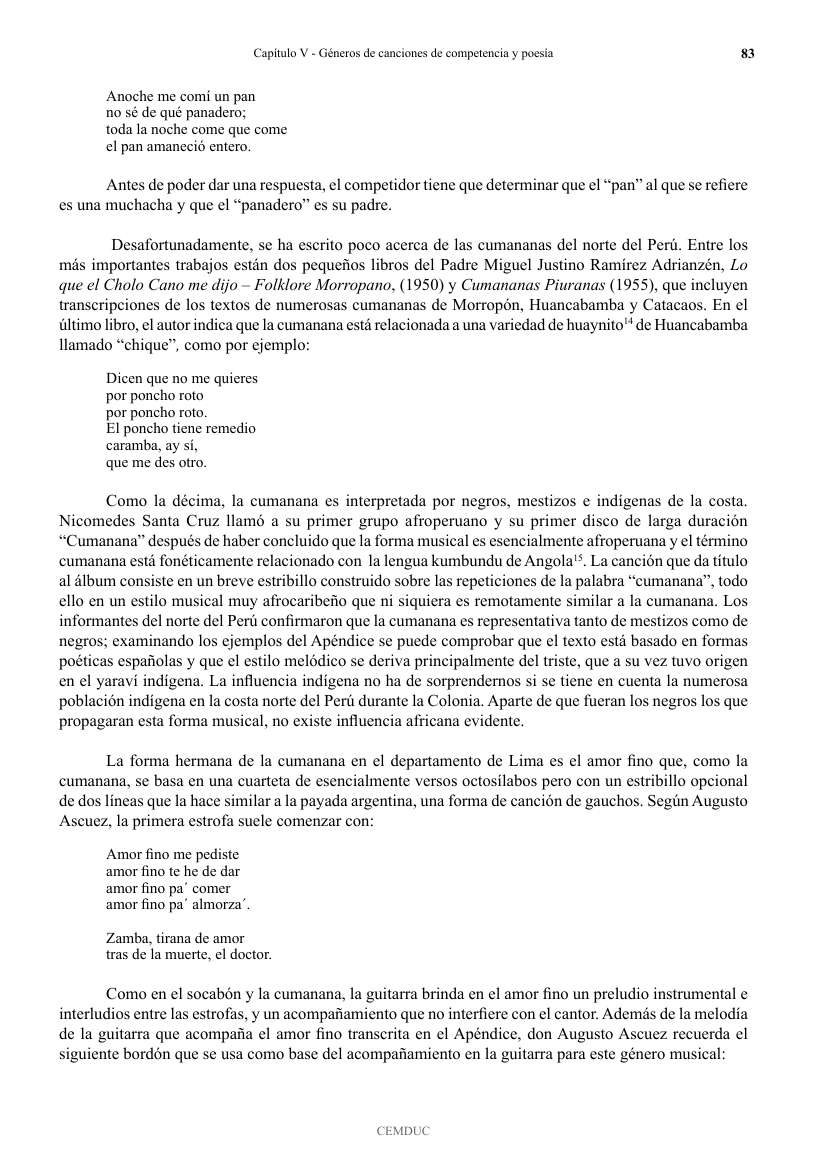 Capítulo V - Géneros de canciones de competencia y poesía 83
Anoche me comí un pan
no sé de qué panadero;
toda la noche come que come
el pan amaneció entero.
Antes de poder dar una respuesta, el competidor tiene que determinar que el “pan” al que se refiere
es una muchacha y que el “panadero” es su padre.
Desafortunadamente, se ha escrito poco acerca de las cumananas del norte del Perú. Entre los
más importantes trabajos están dos pequeños libros del Padre Miguel Justino Ramírez Adrianzén, Lo
que el Cholo Cano me dijo – Folklore Morropano, (1950) y Cumananas Piuranas (1955), que incluyen
transcripciones de los textos de numerosas cumananas de Morropón, Huancabamba y Catacaos. En el
último libro, el autor indica que la cumanana está relacionada a una variedad de huaynito14 de Huancabamba
llamado “chique”, como por ejemplo:
Dicen que no me quieres
por poncho roto
por poncho roto.
El poncho tiene remedio
caramba, ay sí,
que me des otro.
Como la décima, la cumanana es interpretada por negros, mestizos e indígenas de la costa.
Nicomedes Santa Cruz llamó a su primer grupo afroperuano y su primer disco de larga duración
“Cumanana” después de haber concluido que la forma musical es esencialmente afroperuana y el término
cumanana está fonéticamente relacionado con la lengua kumbundu de Angola15. La canción que da título
al álbum consiste en un breve estribillo construido sobre las repeticiones de la palabra “cumanana”, todo
ello en un estilo musical muy afrocaribeño que ni siquiera es remotamente similar a la cumanana. Los
informantes del norte del Perú confirmaron que la cumanana es representativa tanto de mestizos como de
negros; examinando los ejemplos del Apéndice se puede comprobar que el texto está basado en formas
poéticas españolas y que el estilo melódico se deriva principalmente del triste, que a su vez tuvo origen
en el yaraví indígena. La influencia indígena no ha de sorprendernos si se tiene en cuenta la numerosa
población indígena en la costa norte del Perú durante la Colonia. Aparte de que fueran los negros los que
propagaran esta forma musical, no existe influencia africana evidente.
La forma hermana de la cumanana en el departamento de Lima es el amor fino que, como la
cumanana, se basa en una cuarteta de esencialmente versos octosílabos pero con un estribillo opcional
de dos líneas que la hace similar a la payada argentina, una forma de canción de gauchos. Según Augusto
Ascuez, la primera estrofa suele comenzar con:
Amor fino me pediste
amor fino te he de dar
amor fino pa´ comer
amor fino pa´ almorza´.
Zamba, tirana de amor
tras de la muerte, el doctor.
Como en el socabón y la cumanana, la guitarra brinda en el amor fino un preludio instrumental e
interludios entre las estrofas, y un acompañamiento que no interfiere con el cantor. Además de la melodía
de la guitarra que acompaña el amor fino transcrita en el Apéndice, don Augusto Ascuez recuerda el
siguiente bordón que se usa como base del acompañamiento en la guitarra para este género musical:
CEMDUC